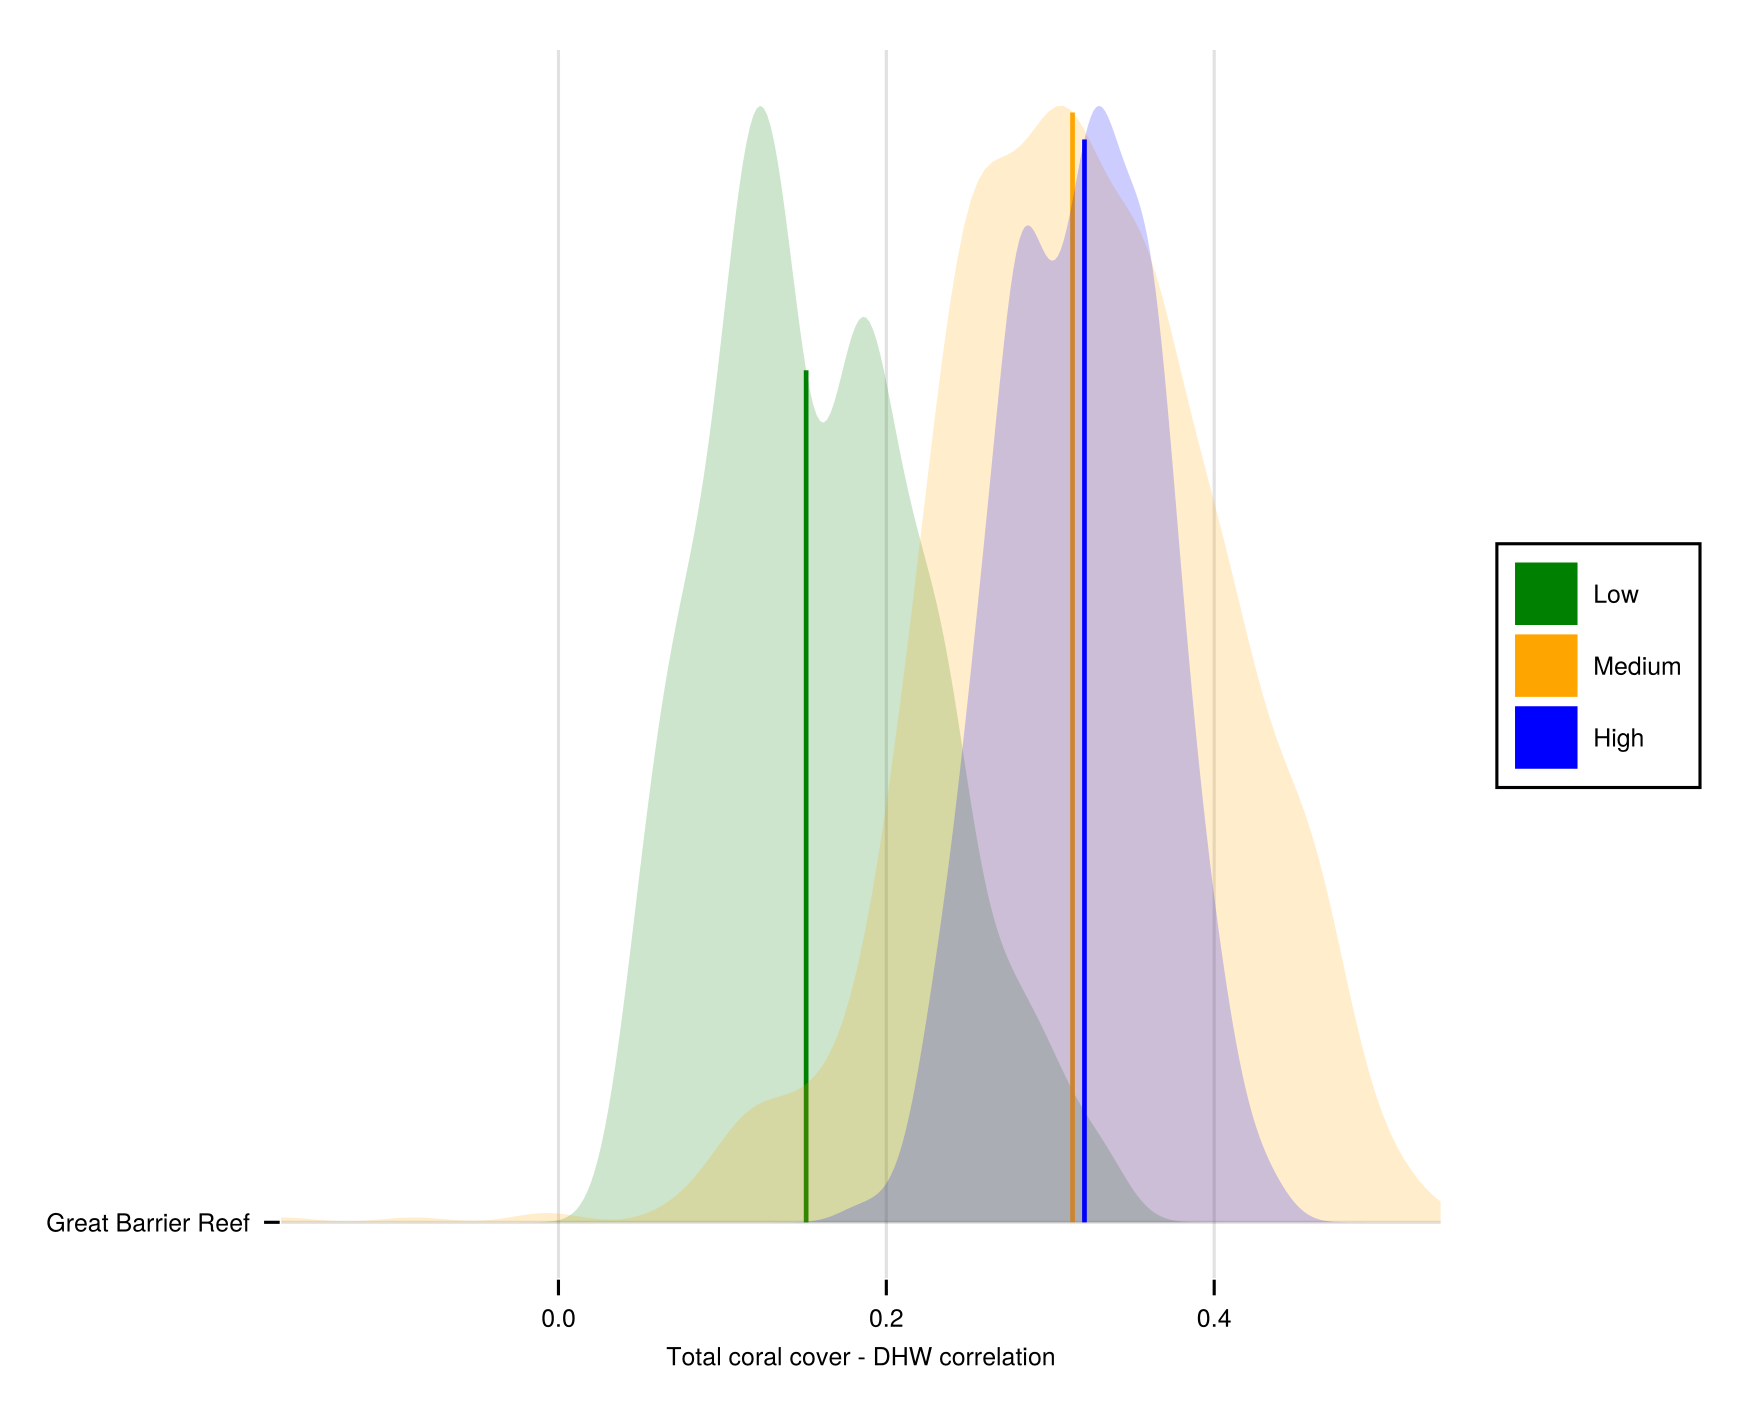 Low
Medium
High
Great Barrier Reef
0.0 0.2 0.4
Total coral cover - DHW correlation